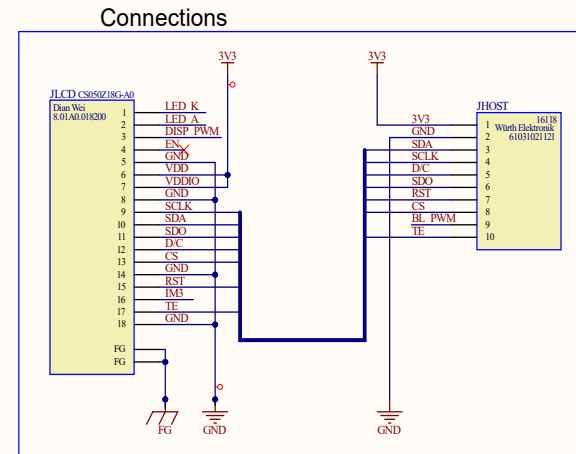 Connections
3V3
3V3
JLCD CS050Z18G-A0
Dian Wei
8.01A0.018200
1 LED_K
2 LED_A
3 DISP_PWM
4 EN
5 GND
6 VDD
7 VDDIO
8 GND
9 SCLK
10 SDA
11 SDO
12 D/C
13 CS
14 GND
15 RST
16 IM3
17 TE
18 GND
FG
FG
FG
GND
JHOST
16118
Würth Elektronik
61031021121
3V3 1
GND 2
SDA 3
SCLK 4
D/C 5
SDO 6
RST 7
CS 8
BL_PWM 9
TE 10
GND